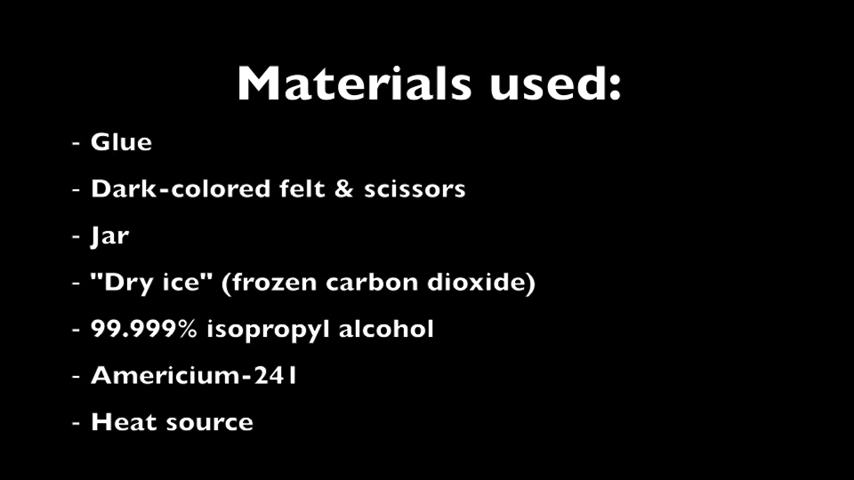 Materials used:
- Glue
- Dark-colored felt & scissors
- Jar
- "Dry ice" (frozen carbon dioxide)
- 99.999% isopropyl alcohol
- Americium-241
- Heat source